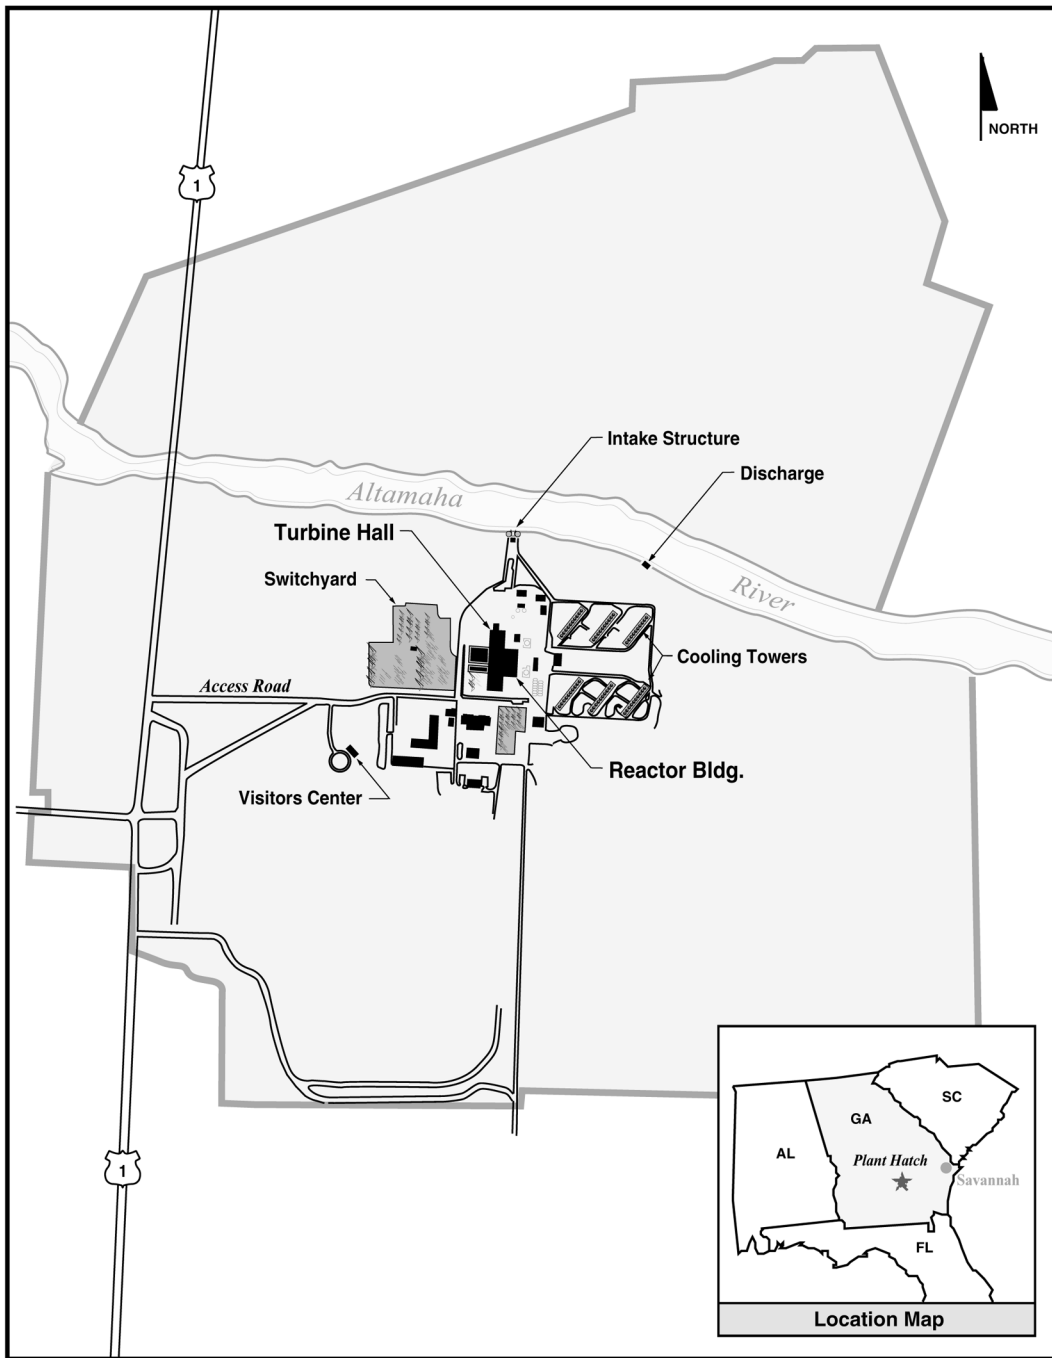 NORTH
1
Intake Structure
Discharge
Altamaha
River
Turbine Hall
Switchyard
Cooling Towers
Access Road
Reactor Bldg.
Visitors Center
1
SC
GA
AL
Plant Hatch
Savannah
FL
Location Map